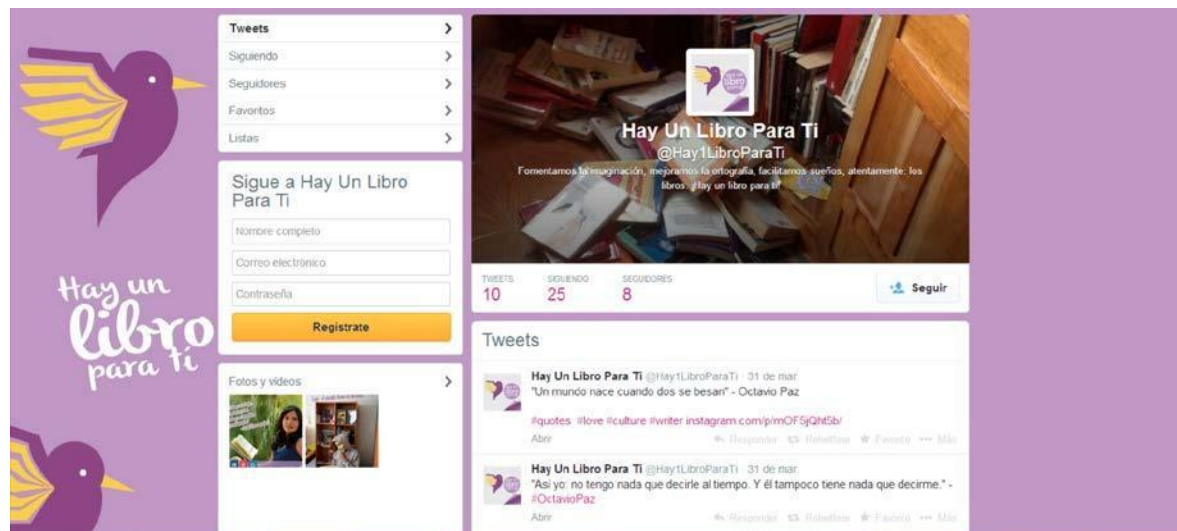 Tweets
Siguiendo
Seguidores
Favoritos
Listas
Sigue a Hay Un Libro
Para Ti
Nombre completo
Correo electrónico
Contraseña
Regístrate
Fotos y vídeos
Hay un
libro
para ti
Hay Un Libro Para Ti
@Hay1LibroParaTi
Fomentamos la imaginación, mejoramos la ortografía, facilitamos sueños, atentamente: los
libros. ¡Hay un libro para ti!
TWEETS
10
SIGUIENDO
25
SEGUIDORES
8
Seguir
Tweets
Hay Un Libro Para Ti @Hay1LibroParaTi · 31 de mar.
"Un mundo nace cuando dos se besan" - Octavio Paz
#quotes #love #culture #writer instagram.com/p/mOF5jQht5b/
Abrir
Responder Retwittear Favorito Más
Hay Un Libro Para Ti @Hay1LibroParaTi · 31 de mar.
"Así yo: no tengo nada que decirle al tiempo. Y él tampoco tiene nada que decirme." -
#OctavioPaz
Abrir
Responder Retwittear Favorito Más